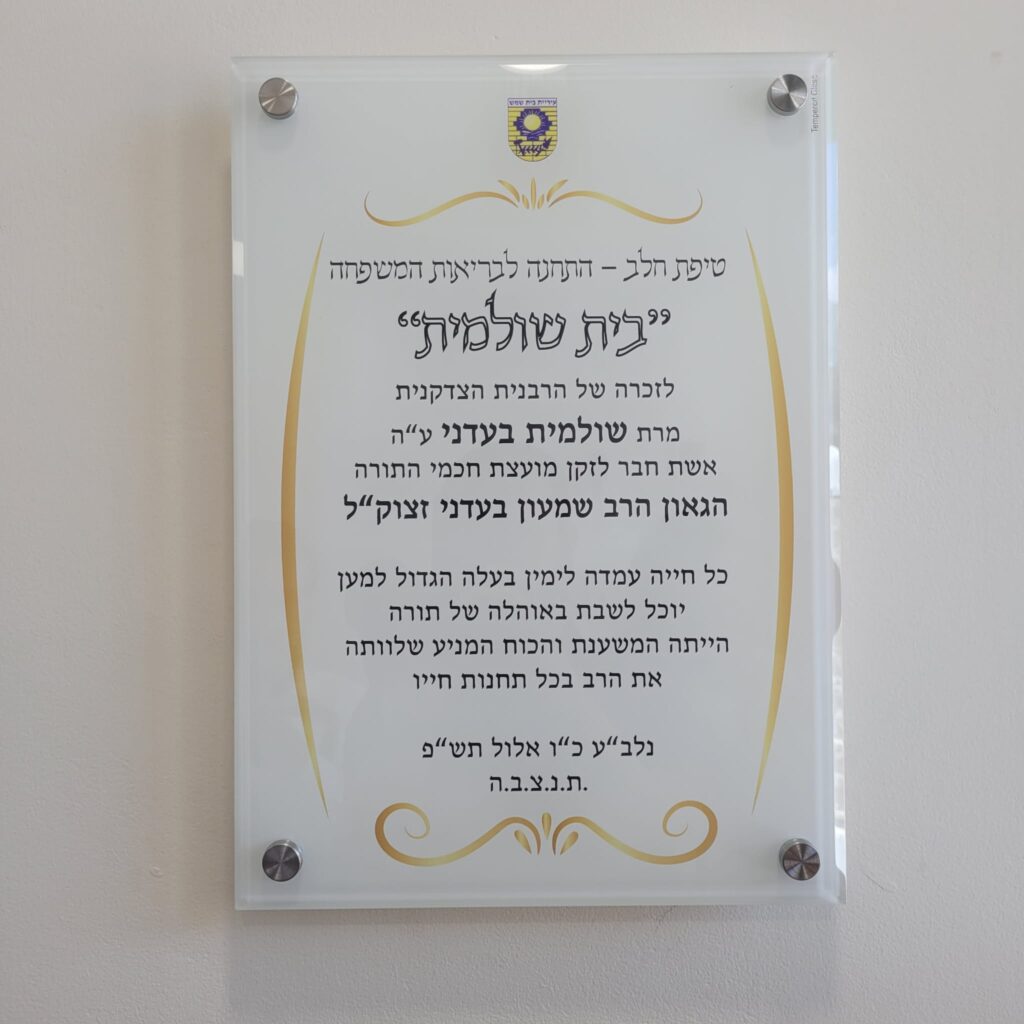 עיריית בית שמש
Tempered Glass
טיפת חלב – התחנה לבריאות המשפחה
”בית שולמית“
לזכרה של הרבנית הצדקנית
מרת שולמית בעדני ע“ה
אשת חבר לזקן מועצת חכמי התורה
הגאון הרב שמעון בעדני זצוק“ל
כל חייה עמדה לימין בעלה הגדול למען
יוכל לשבת באוהלה של תורה
הייתה המשענת והכוח המניע שלוותה
את הרב בכל תחנות חייו
נלב“ע כ“ו אלול תש“פ
ת.נ.צ.ב.ה.